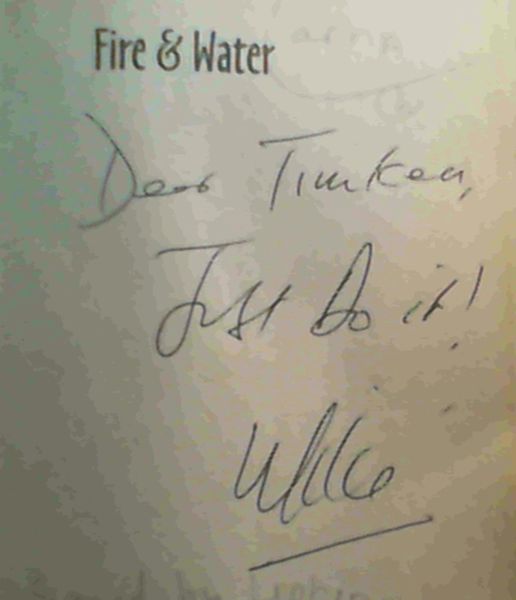 Fire & Water
Dear Timken,
Just Do it!